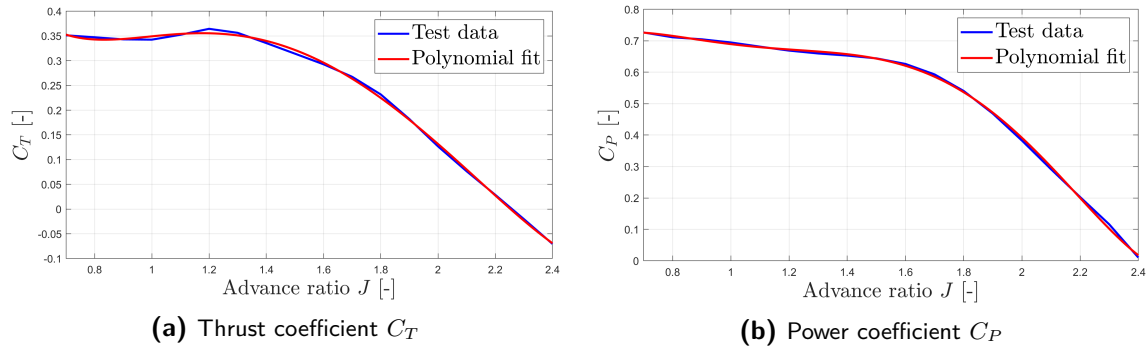 0.4
0.35
0.3
0.25
0.2
0.15
0.1
0.05
0
-0.05
-0.1
C_T [-]
Test data
Polynomial fit
0.8 1 1.2 1.4 1.6 1.8 2 2.2 2.4
Advance ratio J [-]
(a) Thrust coefficient C_T
0.8
0.7
0.6
0.5
0.4
0.3
0.2
0.1
0
C_P [-]
Test data
Polynomial fit
0.8 1 1.2 1.4 1.6 1.8 2 2.2 2.4
Advance ratio J [-]
(b) Power coefficient C_P